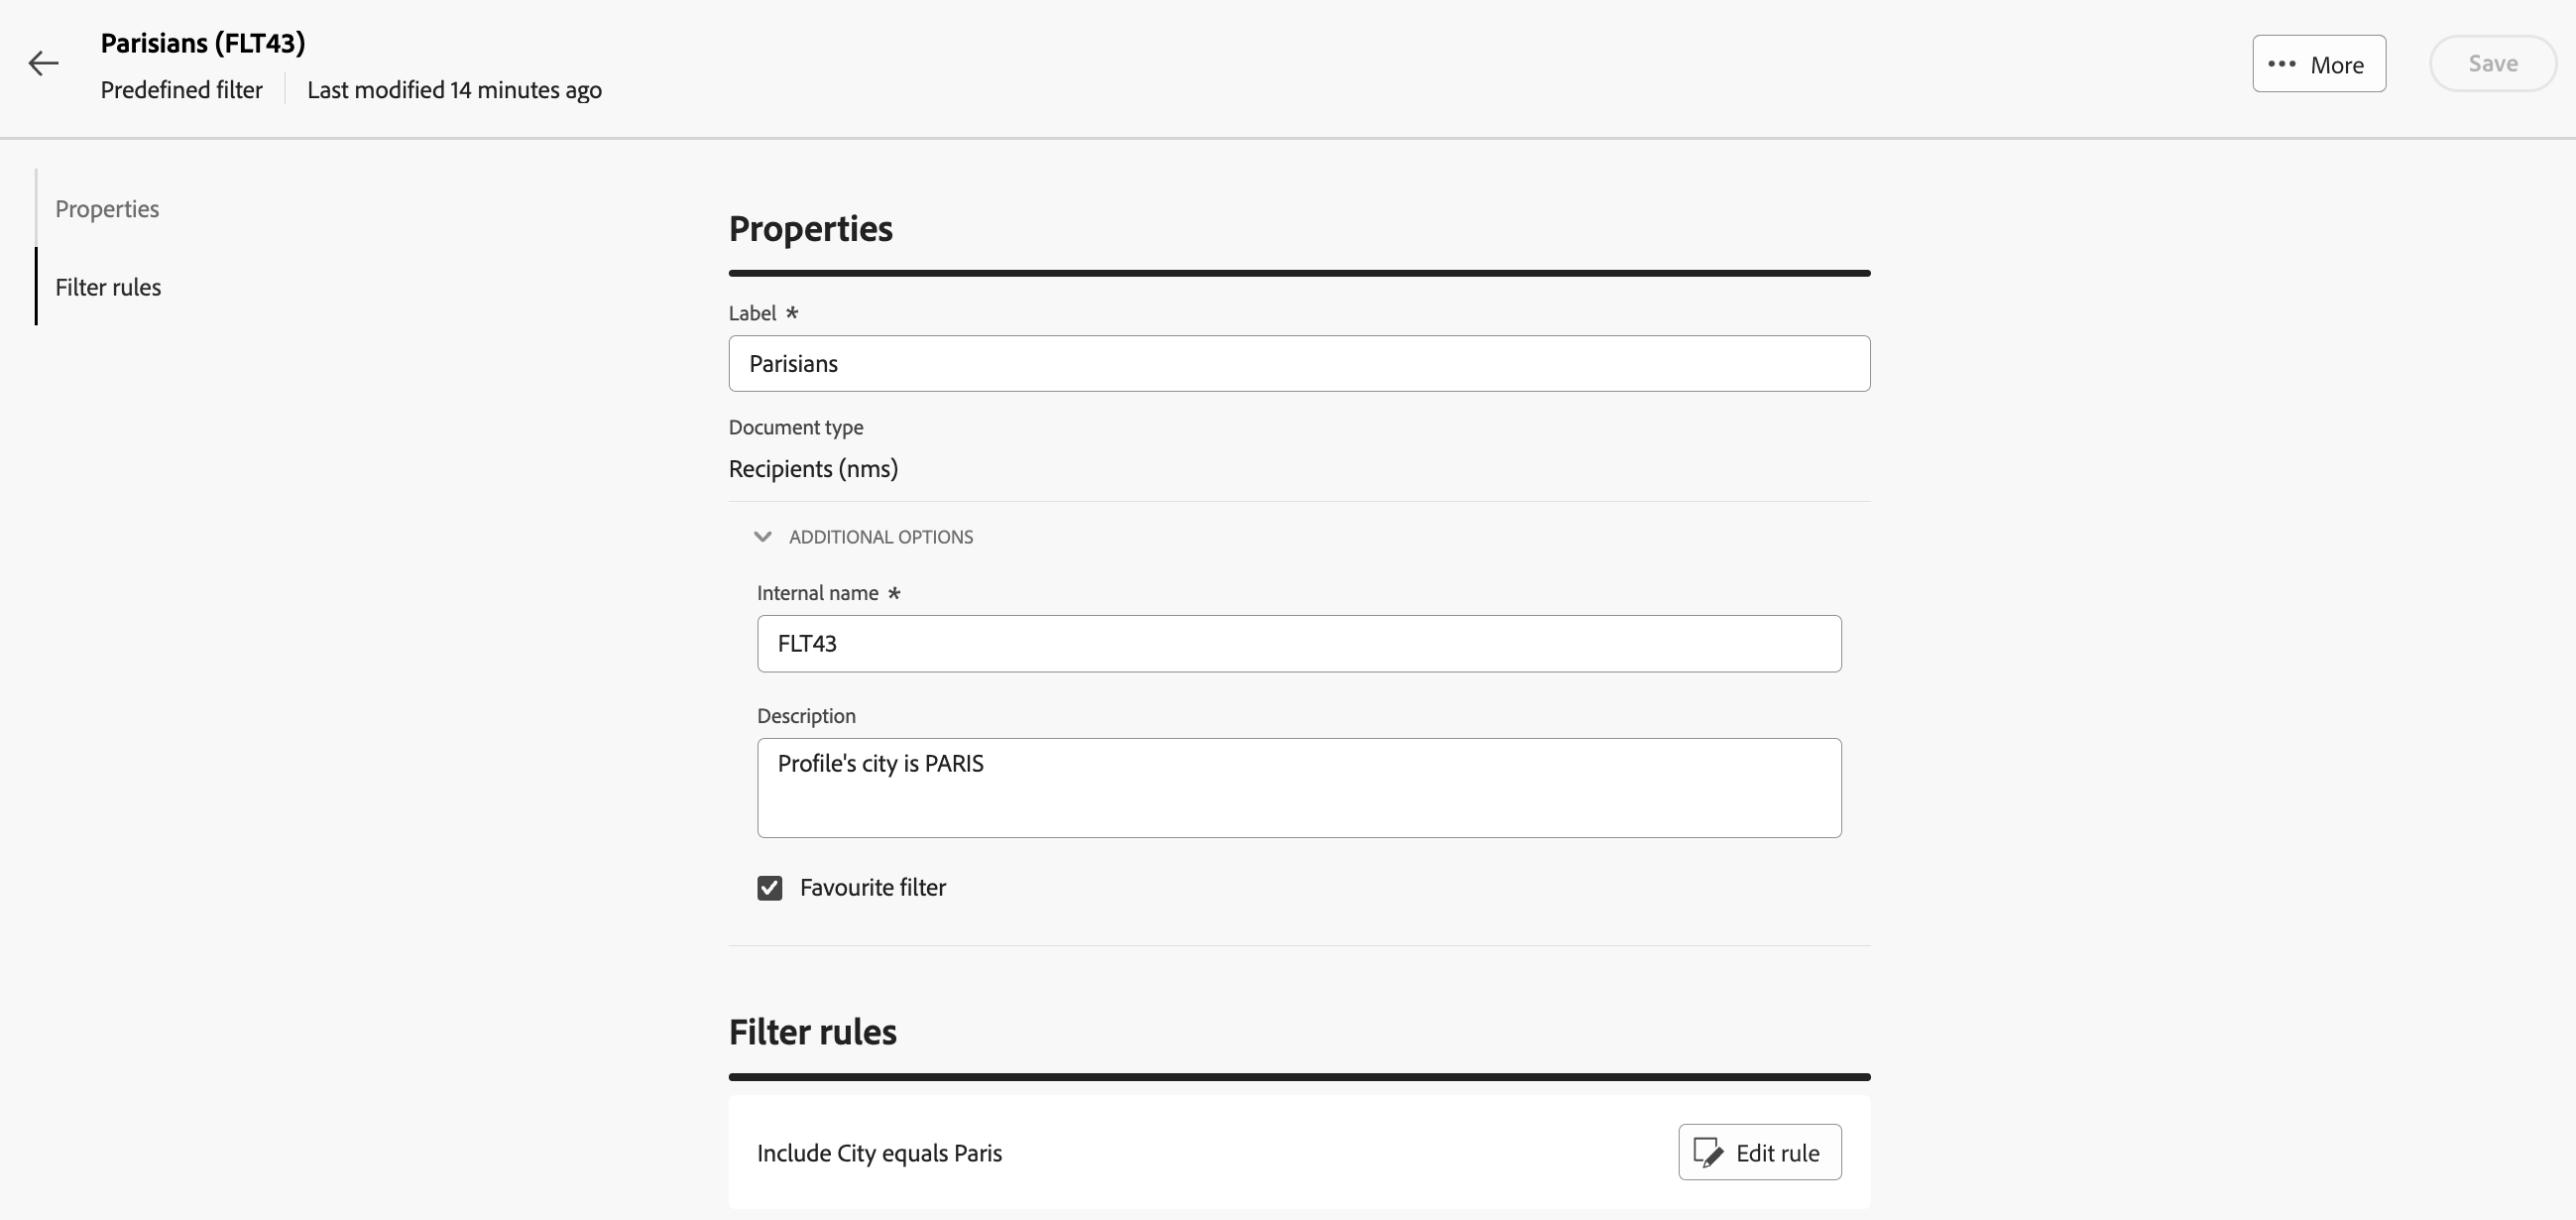 Parisians (FLT43)
Predefined filter
Last modified 14 minutes ago
More
Save
Properties
Filter rules
Properties
Label *
Parisians
Document type
Recipients (nms)
ADDITIONAL OPTIONS
Internal name *
FLT43
Description
Profile's city is PARIS
Favourite filter
Filter rules
Include City equals Paris
Edit rule